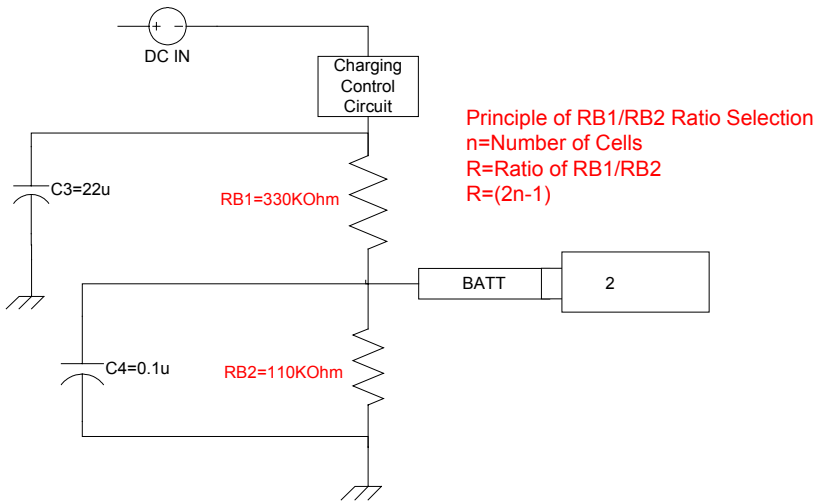 + -
DC IN
Charging
Control
Circuit
Principle of RB1/RB2 Ratio Selection
n=Number of Cells
R=Ratio of RB1/RB2
R=(2n-1)
C3=22u
RB1=330KOhm
BATT
2
C4=0.1u
RB2=110KOhm